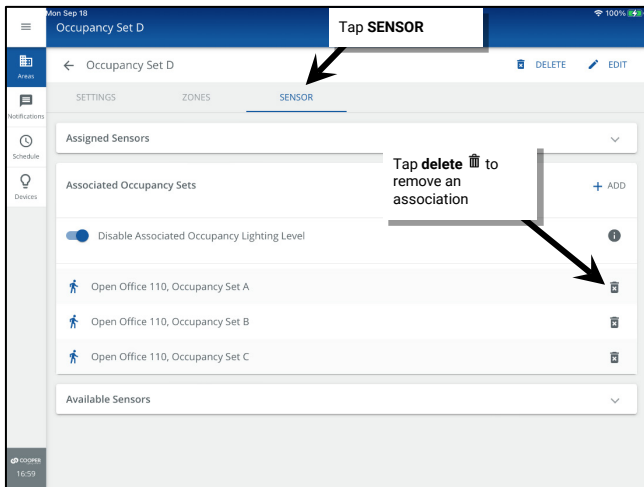 Mon Sep 18
100%
Occupancy Set D
Tap SENSOR
Areas
Occupancy Set D
DELETE
EDIT
Notifications
SETTINGS
ZONES
SENSOR
Schedule
Assigned Sensors
Devices
Associated Occupancy Sets
+ ADD
Tap delete to
remove an
association
Disable Associated Occupancy Lighting Level
Open Office 110, Occupancy Set A
Open Office 110, Occupancy Set B
Open Office 110, Occupancy Set C
Available Sensors
COOPER
16:59